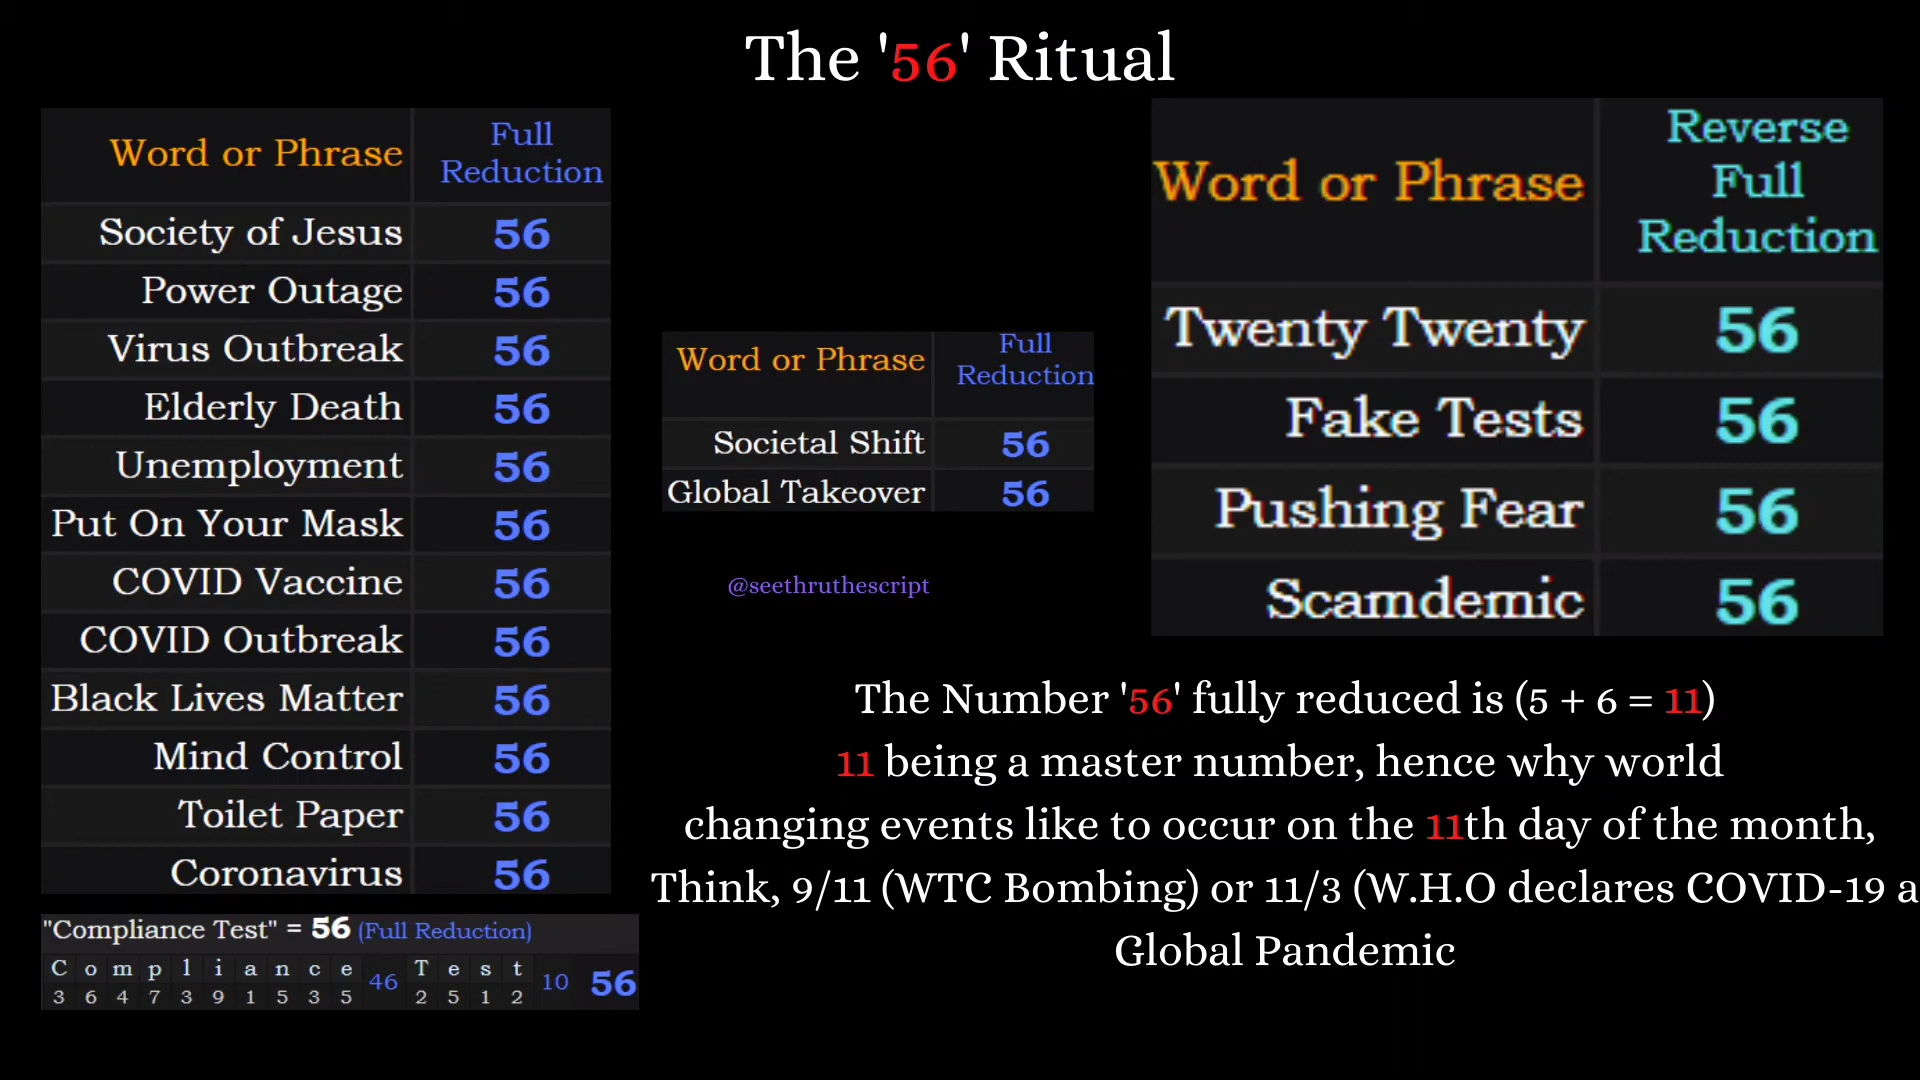 The '56' Ritual
Word or Phrase Full Reduction
Society of Jesus 56
Power Outage 56
Virus Outbreak 56
Elderly Death 56
Unemployment 56
Put On Your Mask 56
COVID Vaccine 56
COVID Outbreak 56
Black Lives Matter 56
Mind Control 56
Toilet Paper 56
Coronavirus 56
"Compliance Test" = 56 (Full Reduction)
C o m p l i a n c e 46 T e s t 10 56
3 6 4 7 3 9 1 5 3 5 2 5 1 2
Word or Phrase Full Reduction
Societal Shift 56
Global Takeover 56
@seethruthescript
Word or Phrase Reverse Full Reduction
Twenty Twenty 56
Fake Tests 56
Pushing Fear 56
Scamdemic 56
The Number '56' fully reduced is (5 + 6 = 11)
11 being a master number, hence why world
changing events like to occur on the 11th day of the month,
Think, 9/11 (WTC Bombing) or 11/3 (W.H.O declares COVID-19 a
Global Pandemic